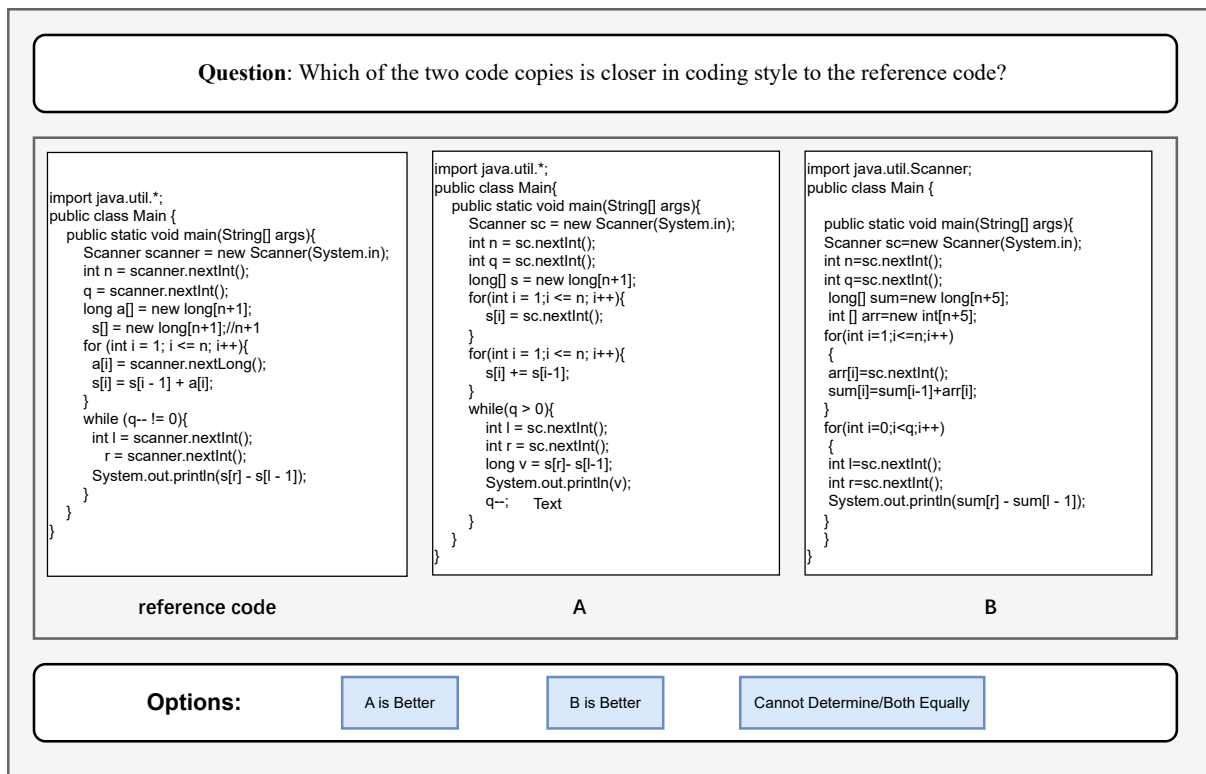 Question: Which of the two code copies is closer in coding style to the reference code?
import java.util.*;
public class Main {
public static void main(String[] args){
Scanner scanner = new Scanner(System.in);
int n = scanner.nextInt();
q = scanner.nextInt();
long a[] = new long[n+1];
s[] = new long[n+1];//n+1
for (int i = 1; i <= n; i++){
a[i] = scanner.nextLong();
s[i] = s[i - 1] + a[i];
}
while (q-- != 0){
int l = scanner.nextInt();
r = scanner.nextInt();
System.out.println(s[r] - s[l - 1]);
}
}
}
reference code
import java.util.*;
public class Main{
public static void main(String[] args){
Scanner sc = new Scanner(System.in);
int n = sc.nextInt();
int q = sc.nextInt();
long[] s = new long[n+1];
for(int i = 1;i <= n; i++){
s[i] = sc.nextInt();
}
for(int i = 1;i <= n; i++){
s[i] += s[i-1];
}
while(q > 0){
int l = sc.nextInt();
int r = sc.nextInt();
long v = s[r]- s[l-1];
System.out.println(v);
q--; Text
}
}
}
A
import java.util.Scanner;
public class Main {
public static void main(String[] args){
Scanner sc=new Scanner(System.in);
int n=sc.nextInt();
int q=sc.nextInt();
long[] sum=new long[n+5];
int [] arr=new int[n+5];
for(int i=1;i<=n;i++)
{
arr[i]=sc.nextInt();
sum[i]=sum[i-1]+arr[i];
}
for(int i=0;i<q;i++)
{
int l=sc.nextInt();
int r=sc.nextInt();
System.out.println(sum[r] - sum[l - 1]);
}
}
}
B
Options:
A is Better
B is Better
Cannot Determine/Both Equally